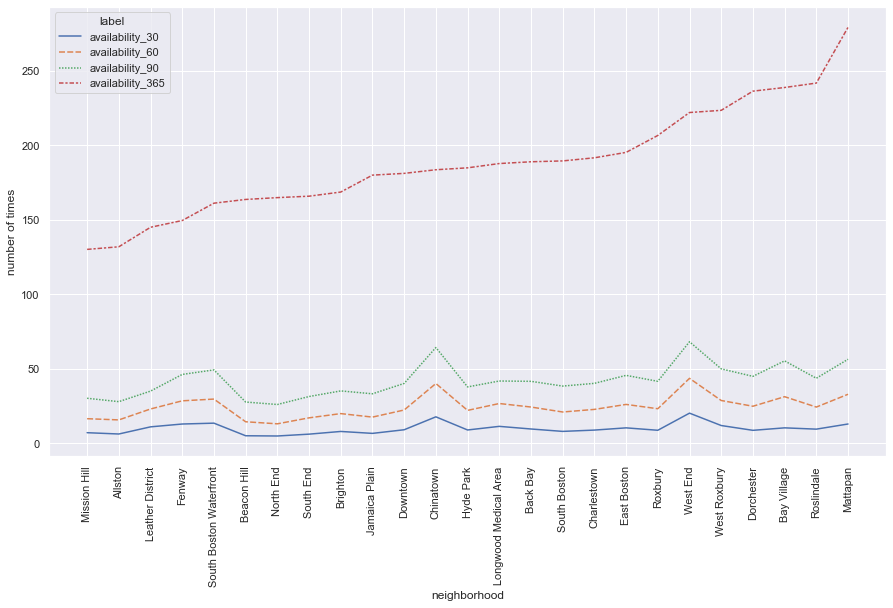 label
availability_30
availability_60
availability_90
availability_365
250
200
150
100
50
0
number of times
Mission Hill
Allston
Leather District
Fenway
South Boston Waterfront
Beacon Hill
North End
South End
Brighton
Jamaica Plain
Downtown
Chinatown
Hyde Park
Longwood Medical Area
Back Bay
South Boston
Charlestown
East Boston
Roxbury
West End
West Roxbury
Dorchester
Bay Village
Roslindale
Mattapan
neighborhood